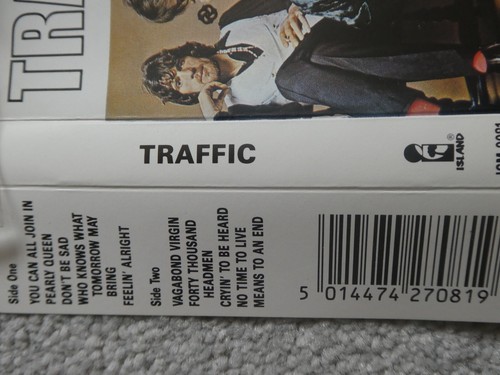 TRA
TRAFFIC
®
ISLAND
Side One
YOU CAN ALL JOIN IN
PEARLY QUEEN
DON'T BE SAD
WHO KNOWS WHAT
TOMORROW MAY
BRING
FEELIN' ALRIGHT
Side Two
VAGABOND VIRGIN
FORTY THOUSAND
HEADMEN
CRYIN' TO BE HEARD
NO TIME TO LIVE
MEANS TO AN END
5 014474 270819